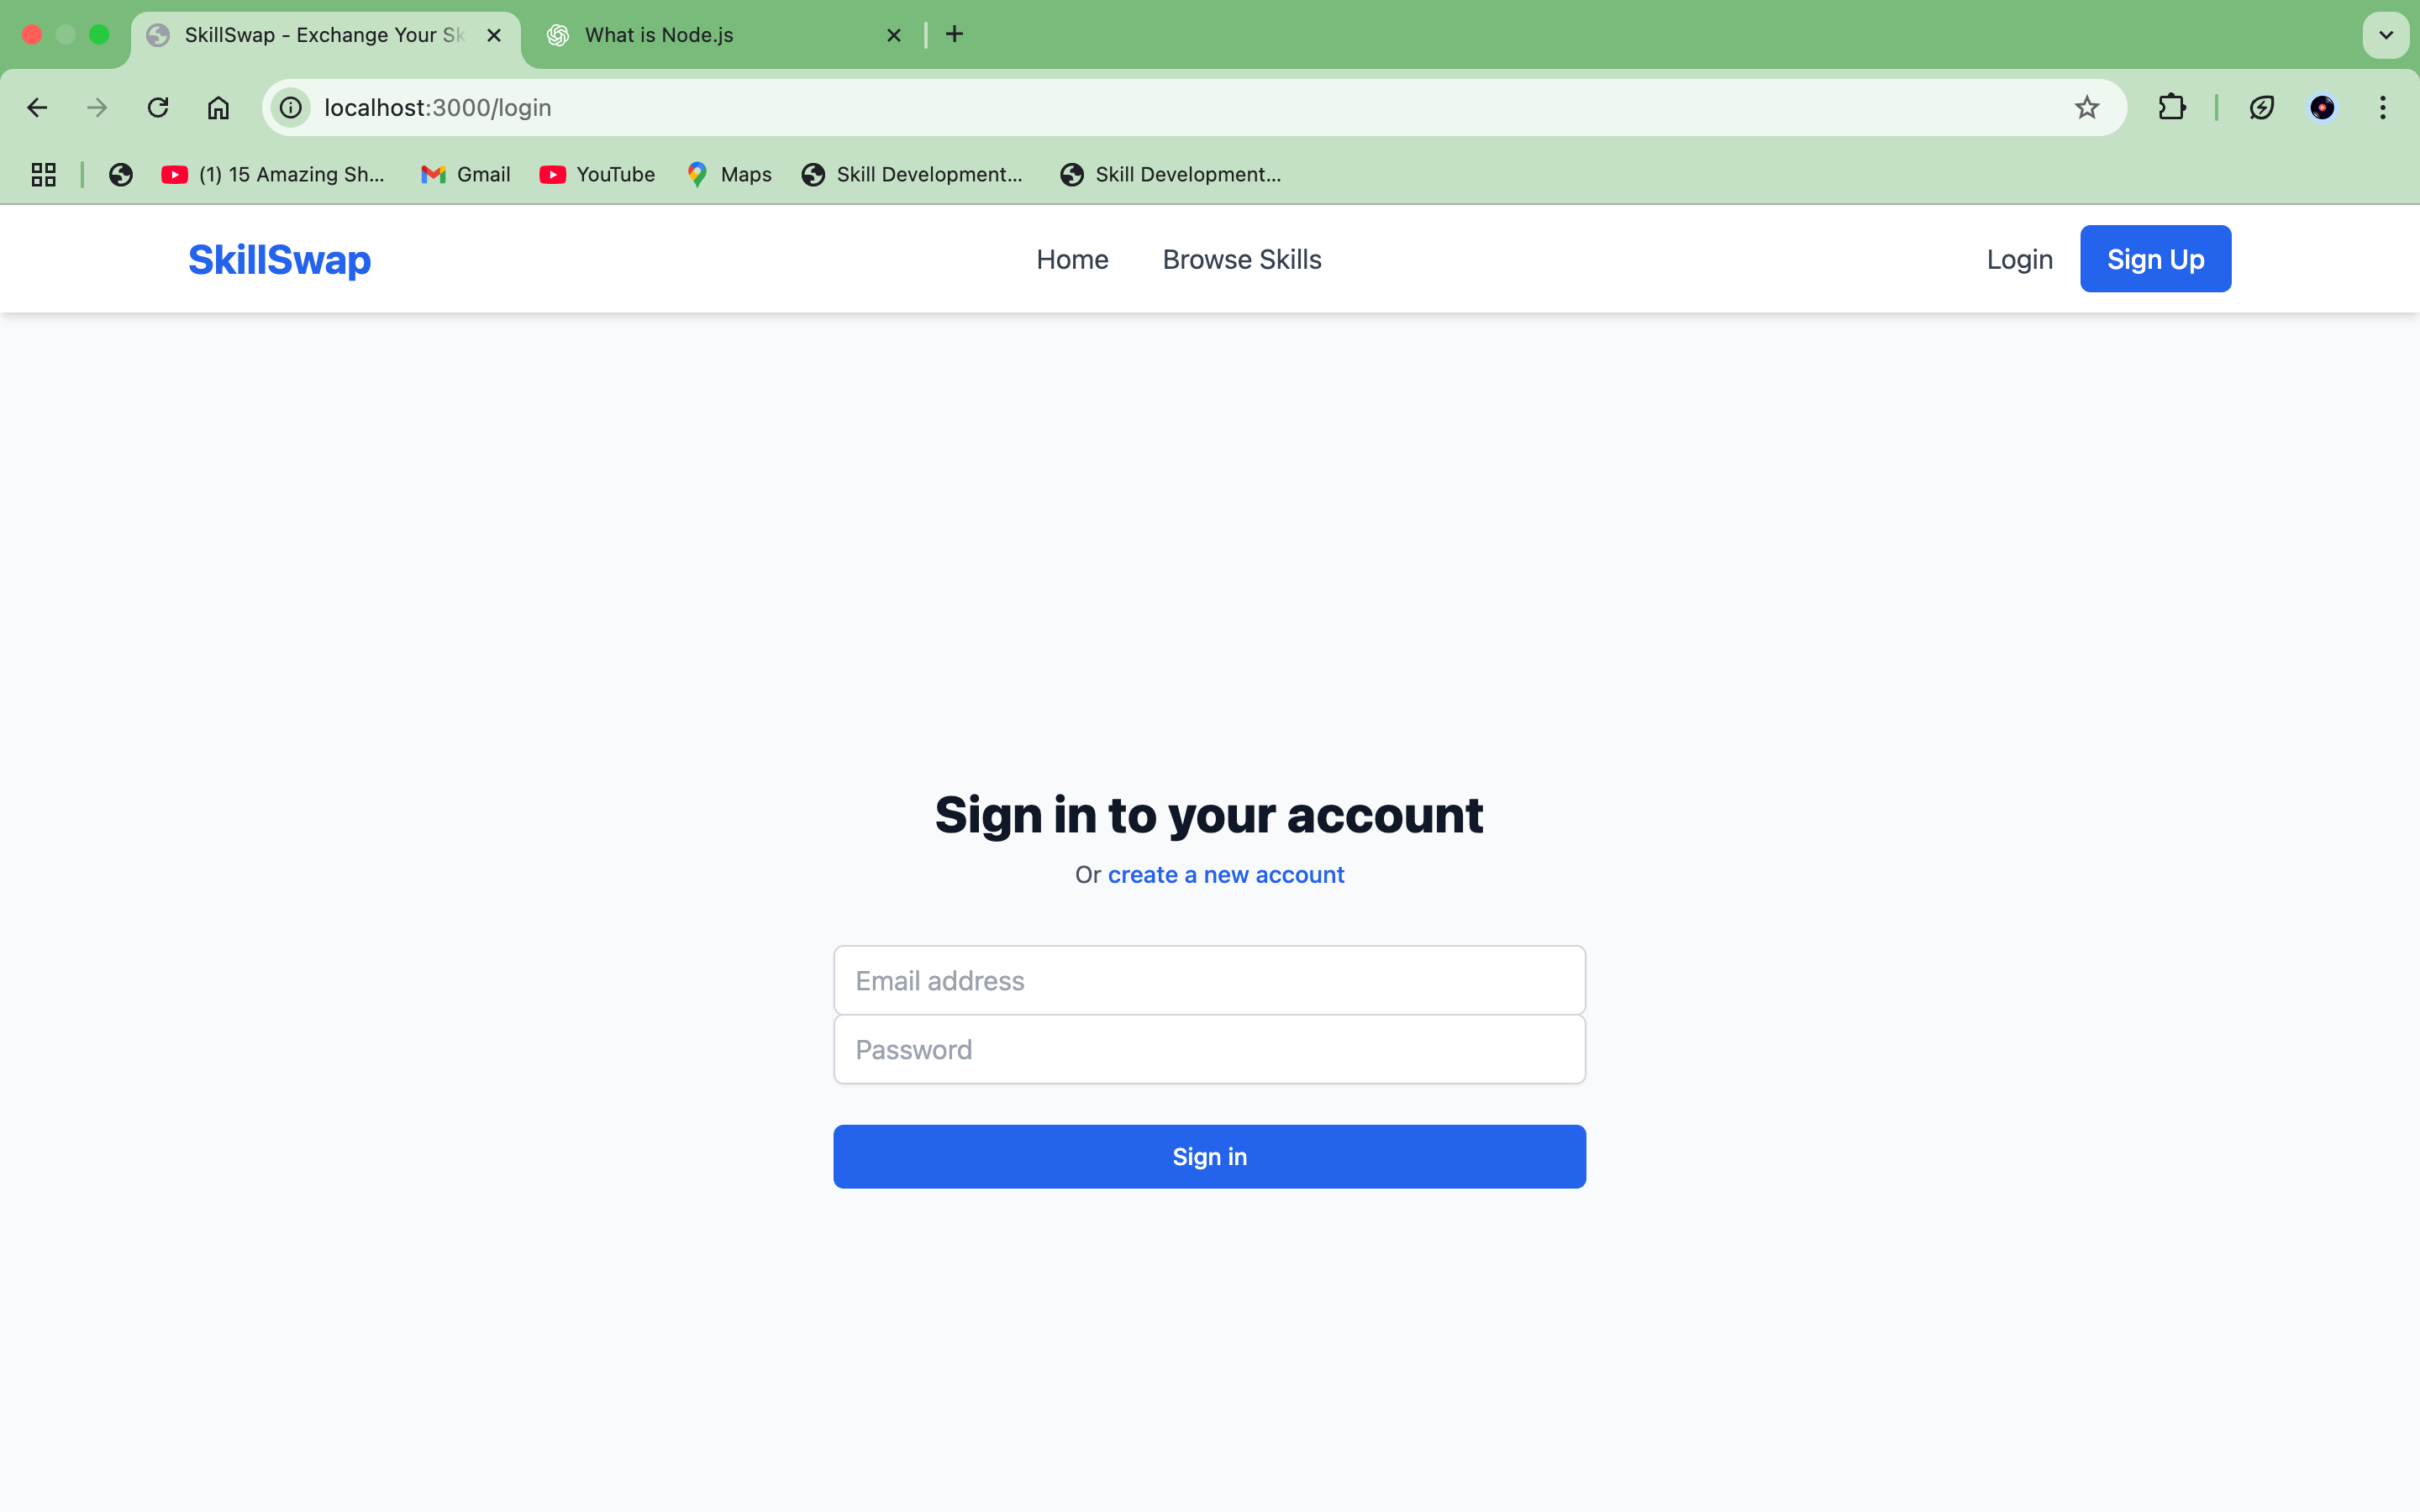 SkillSwap - Exchange Your Sk
What is Node.js
localhost:3000/login
(1) 15 Amazing Sh...
Gmail
YouTube
Maps
Skill Development...
Skill Development...
SkillSwap
Home
Browse Skills
Login
Sign Up
Sign in to your account
Or create a new account
Email address
Password
Sign in